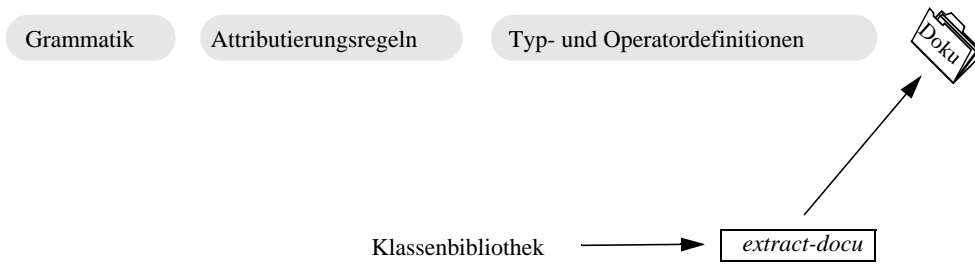 Grammatik
Attributierungsregeln
Typ- und Operatordefinitionen
Doku
Klassenbibliothek
extract-docu